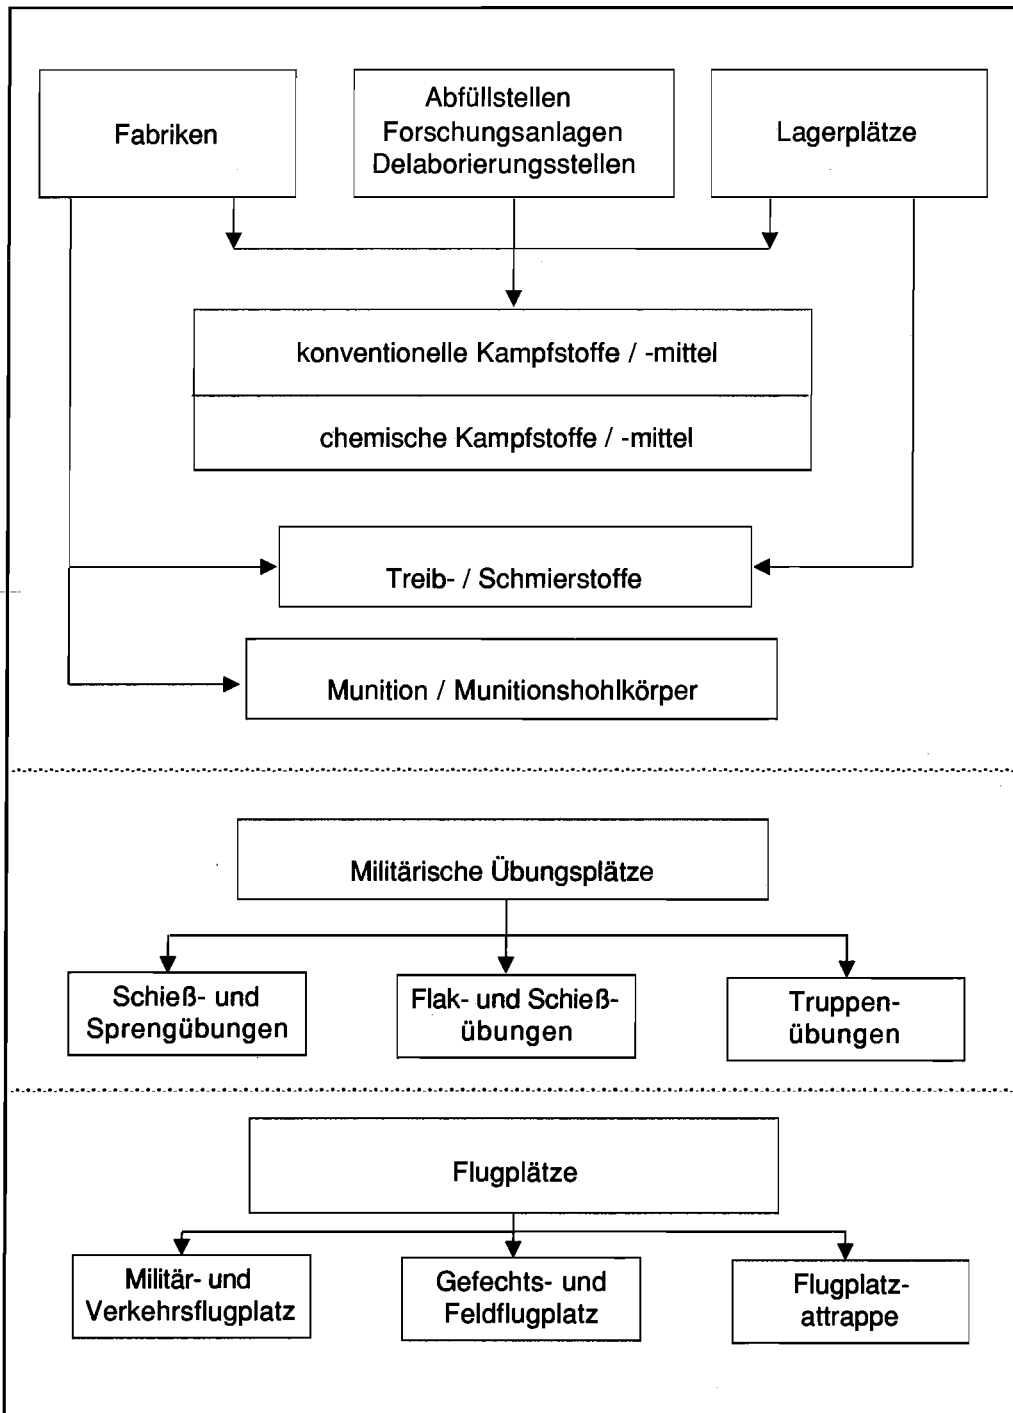 Fabriken
Abfüllstellen
Forschungsanlagen
Delaborierungsstellen
Lagerplätze
konventionelle Kampfstoffe / -mittel
chemische Kampfstoffe / -mittel
Treib- / Schmierstoffe
Munition / Munitionshohlkörper
Militärische Übungsplätze
Schieß- und
Sprengübungen
Flak- und Schieß-
übungen
Truppen-
übungen
Flugplätze
Militär- und
Verkehrsflugplatz
Gefechts- und
Feldflugplatz
Flugplatz-
attrappe